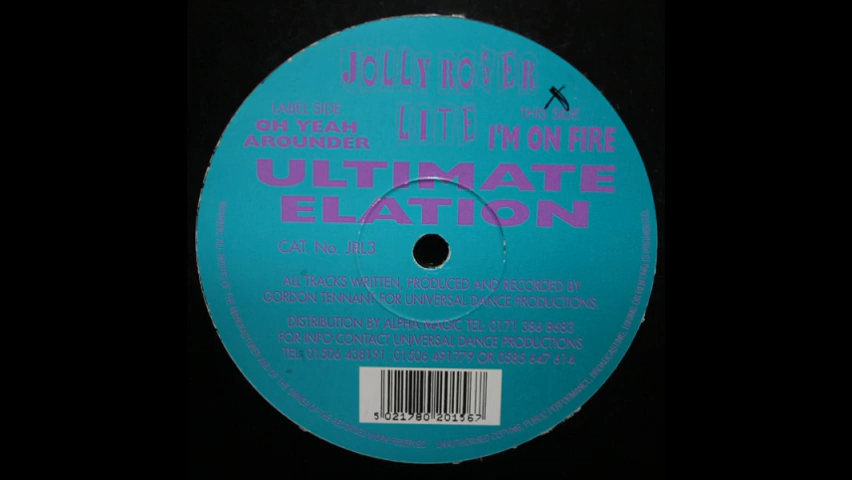 JOLLY ROGER
LITE
LABEL SIDE
OH YEAH
AROUNDER
THIS SIDE
I'M ON FIRE
ULTIMATE
ELATION
CAT. No. JRL3
ALL TRACKS WRITTEN, PRODUCED AND RECORDED BY
GORDON TENNANT FOR UNIVERSAL DANCE PRODUCTIONS.
DISTRIBUTION BY ALPHA MAGIC TEL: 0171 386 8683
FOR INFO CONTACT UNIVERSAL DANCE PRODUCTIONS
TEL: 01506 438191, 01506 491779 OR 0585 647 614.
5 021780 201567